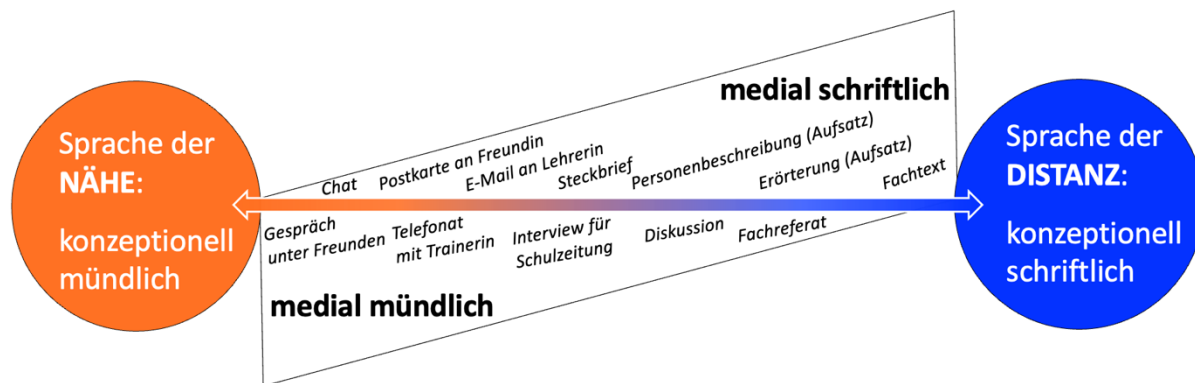 Sprache der
NÄHE:
konzeptionell
mündlich
medial schriftlich
Chat
Postkarte an Freundin
E-Mail an Lehrerin
Steckbrief
Personenbeschreibung (Aufsatz)
Erörterung (Aufsatz)
Fachtext
Gespräch
unter Freunden
Telefonat
mit Trainerin
Interview für
Schulzeitung
Diskussion
Fachreferat
medial mündlich
Sprache der
DISTANZ:
konzeptionell
schriftlich